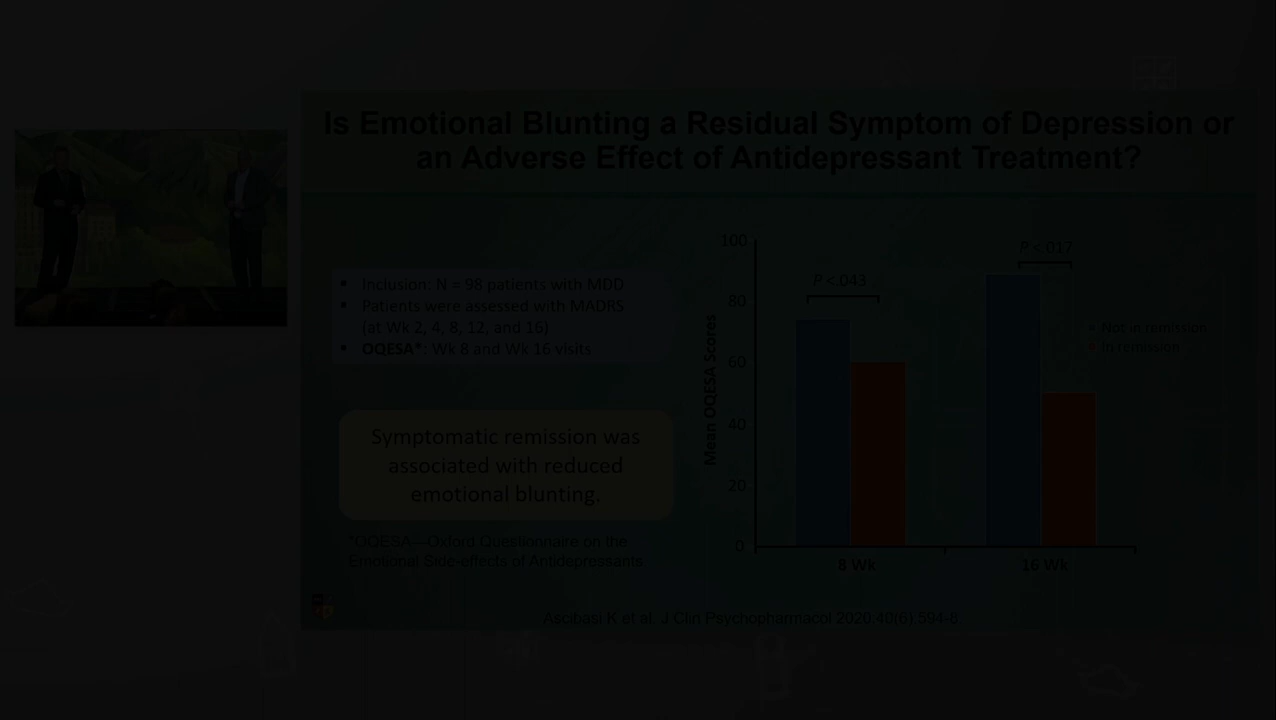 Is Emotional Blunting a Residual Symptom of Depression or
an Adverse Effect of Antidepressant Treatment?
• Inclusion: N = 98 patients with MDD
• Patients were assessed with MADRS
(at Wk 2, 4, 8, 12, and 16)
• OQESA*: Wk 8 and Wk 16 visits
Symptomatic remission was
associated with reduced
emotional blunting.
*OQESA—Oxford Questionnaire on the
Emotional Side-effects of Antidepressants
Mean OQESA Scores
100
80
60
40
20
0
P <.043
P <.017
Not in remission
In remission
8 Wk
16 Wk
Ascibasi K et al. J Clin Psychopharmacol 2020;40(6):594-8